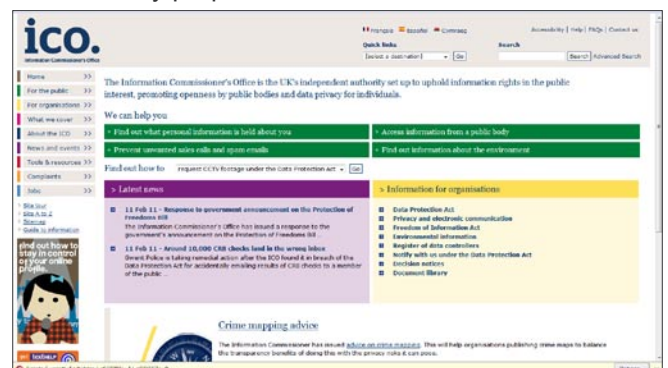 ico.
Information Commissioner's Office
Français Español Cymraeg
Accessibility | Help | FAQs | Contact us
Quick links
Search
[select a destination] Go
Search Advanced Search
Home >>
For the public >>
For organisations >>
What we cover >>
About the ICO >>
News and events >>
Tools & resources >>
Complaints >>
Jobs >>
Site tour
Site A to Z
Sitemap
Guide to information
find out how to
stay in control
of your online
profile.
The Information Commissioner's Office is the UK's independent authority set up to uphold information rights in the public
interest, promoting openness by public bodies and data privacy for
individuals.
We can help you
Find out what personal information is held about you
Access information from a public body
Prevent unwanted sales calls and spam emails
Find out information about the environment
Find out how to request CCTV footage under the Data Protection Act Go
> Latest news
11 Feb 11 - Response to government announcement on the Protection of
Freedoms Bill
The Information Commissioner's Office has issued a response to the
government's announcement on the Protection of Freedoms Bill ...
11 Feb 11 - Around 10,000 CRB checks land in the wrong inbox
Gwent Police is taking remedial action after the ICO found it in breach of the
Data Protection Act for accidentally emailing results of CRB checks to a member
of the public ...
> Information for organisations
Data Protection Act
Privacy and electronic communication
Freedom of Information Act
Environmental information
Register of data controllers
Notify with us under the Data Protection Act
Decision notices
Document library
Crime mapping advice
The Information Commissioner has issued advice on crime mapping. This will help organisations publishing crime maps to balance
the transparency benefits of doing this with the privacy risks it can pose.